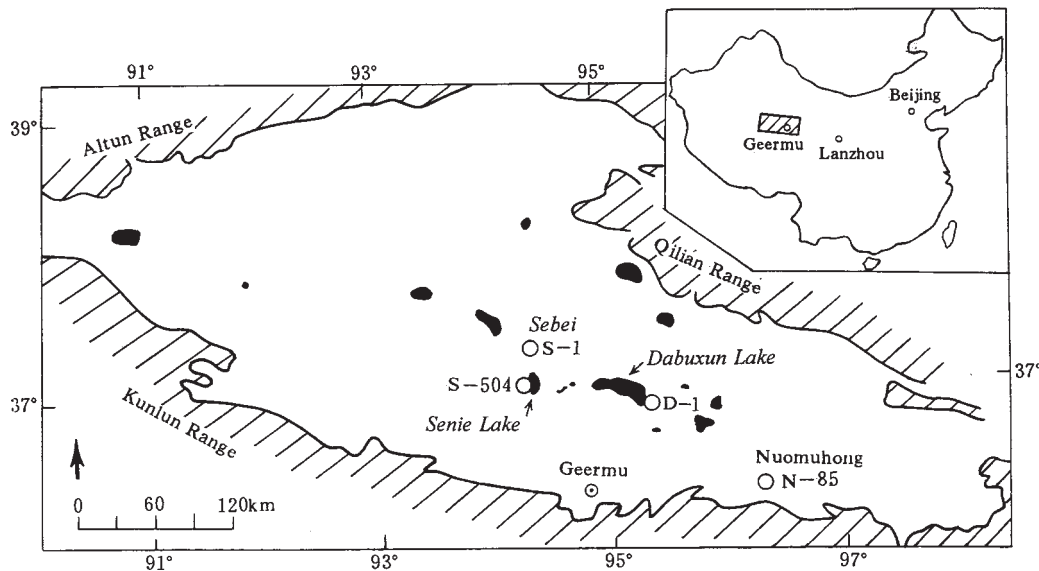 91°
93°
95°
39°
Altun Range
Beijing
Geermu
Lanzhou
Qilian Range
Sebei
S-1
Dabuxun Lake
37°
S-504
D-1
37°
Senie Lake
Kunlun Range
Geermu
Nuomuhong
N-85
0 60 120km
91°
93°
95°
97°